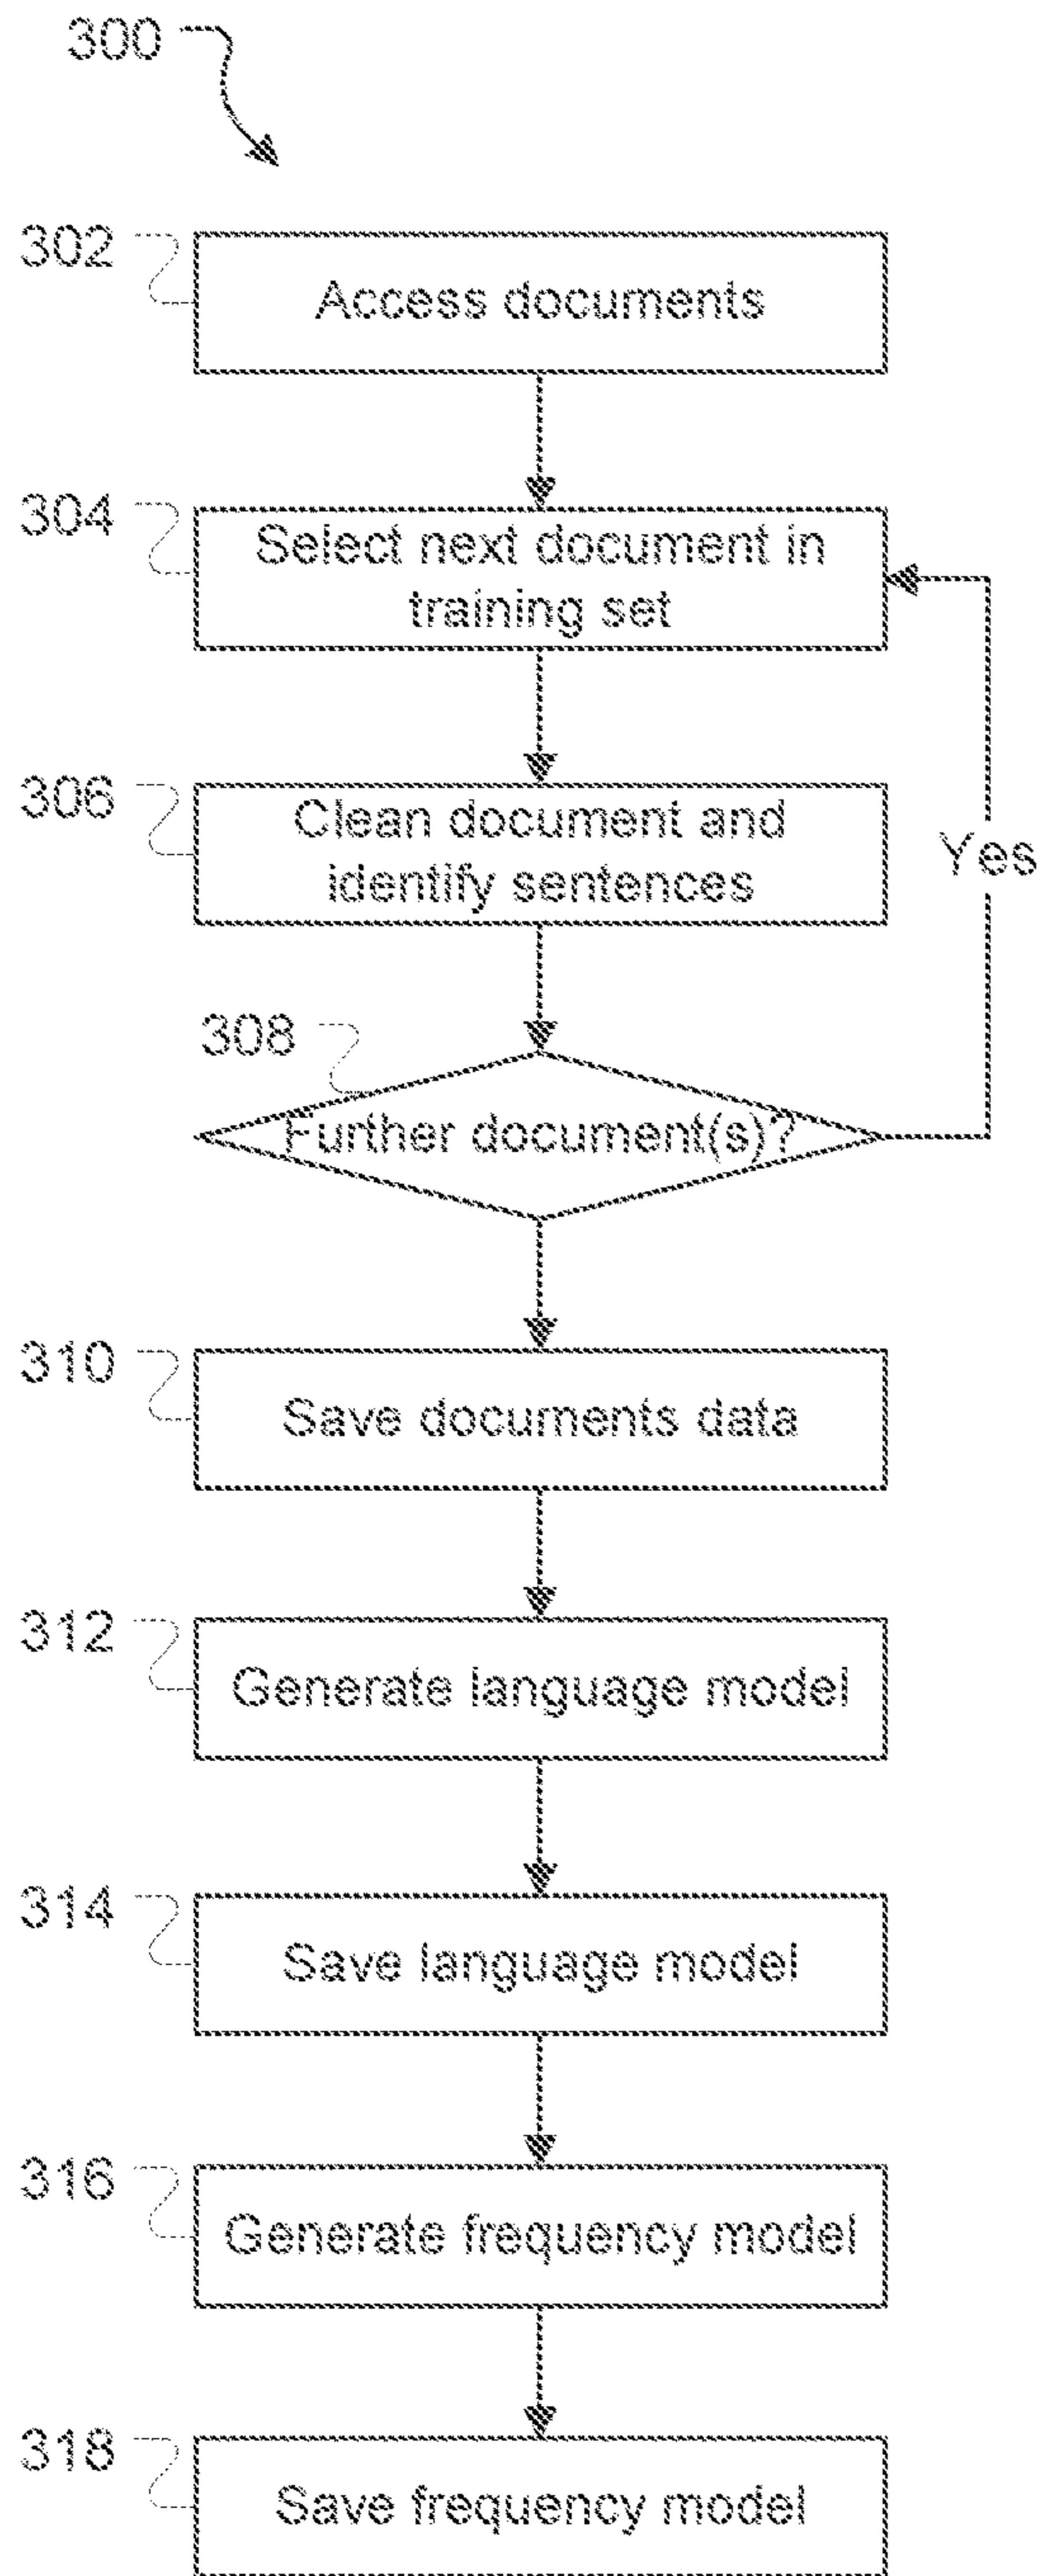 300
302
Access documents
304
Select next document in
training set
306
Clean document and
identify sentences
Yes
308
Further document(s)?
310
Save documents data
312
Generate language model
314
Save language model
316
Generate frequency model
318
Save frequency model